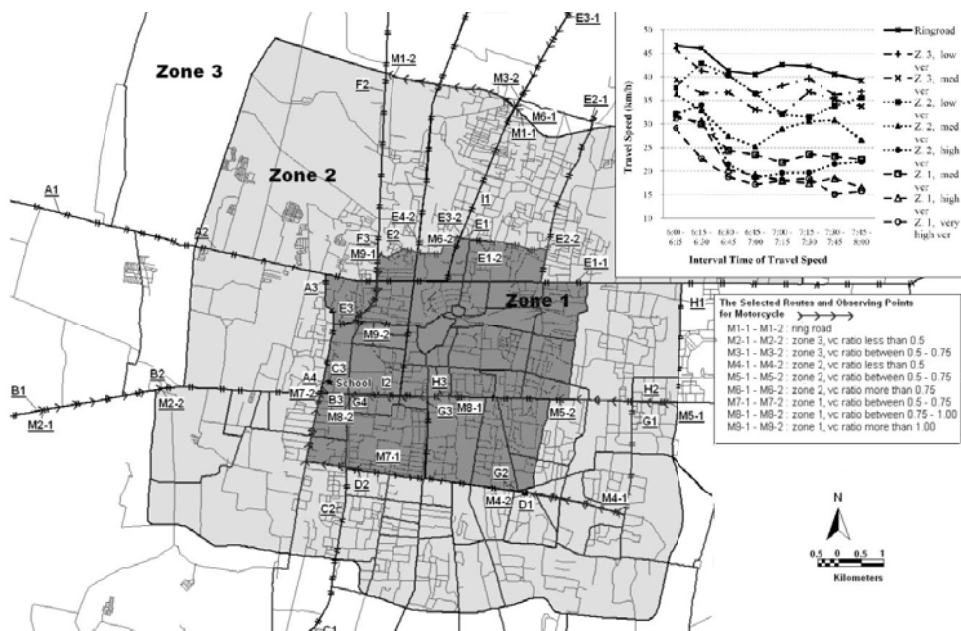 Zone 3
Zone 2
Zone 1
E3-1
M1-2
F2
M3-2
E2-1
M6-1
M1-1
A1
A2
I1
E4-2
E3-2
E1
F3
E2
M6-2
E2-2
M9-1
E1-2
E1-1
A3
H1
E3
M9-2
C3
A4
School
I2
H3
H2
B1
B2
M7-2
B3
G4
M8-1
M2-2
M8-2
G3
M5-2
M5-1
M2-1
G1
M7-1
G2
D2
M4-2
D1
M4-1
C2
C1
Travel Speed (km/h)
50
45
40
35
30
25
20
15
10
6:00 - 6:15
6:15 - 6:30
6:30 - 6:45
6:45 - 7:00
7:00 - 7:15
7:15 - 7:30
7:30 - 7:45
Interval Time of Travel Speed
Ringroad
Z. 3, low vcr
Z. 3, med vcr
Z. 2, low vcr
Z. 2, med vcr
Z. 2, high vcr
Z. 1, med vcr
Z. 1, high vcr
Z. 1, very high vcr
The Selected Routes and Observing Points
for Motorcycle
M1-1 - M1-2 : ring road
M2-1 - M2-2 : zone 3, vc ratio less than 0.5
M3-1 - M3-2 : zone 3, vc ratio between 0.5 - 0.75
M4-1 - M4-2 : zone 2, vc ratio less than 0.5
M5-1 - M5-2 : zone 2, vc ratio between 0.5 - 0.75
M6-1 - M6-2 : zone 2, vc ratio more than 0.75
M7-1 - M7-2 : zone 1, vc ratio between 0.5 - 0.75
M8-1 - M8-2 : zone 1, vc ratio between 0.75 - 1.00
M9-1 - M9-2 : zone 1, vc ratio more than 1.00
N
0.5 0 0.5 1
Kilometers